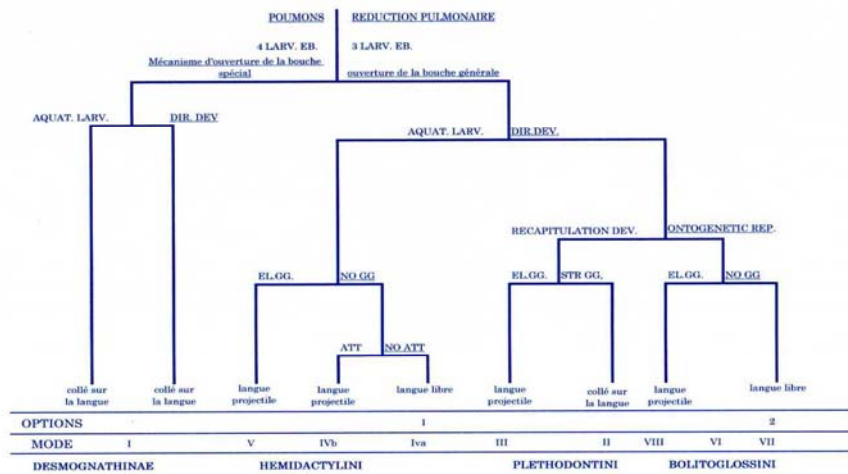 POUMONS REDUCTION PULMONAIRE
4 LARV. EB. 3 LARV. EB.
Mécanisme d'ouverture de la bouche
spécial ouverture de la bouche générale
AQUAT. LARV. DIR. DEV
AQUAT. LARV. DIR.DEV.
RECAPITULATION DEV. ONTOGENETIC REP.
EL.GG. NO GG EL.GG. STR GG, EL.GG. NO GG
ATT NO ATT
collé sur collé sur langue langue langue libre langue collé sur langue langue libre
la langue la langue projectile projectile projectile la langue projectile
OPTIONS 1 2
MODE I V IVb Iva III II VIII VI VII
DESMOGNATHINAE HEMIDACTYLINI PLETHODONTINI BOLITOGLOSSINI